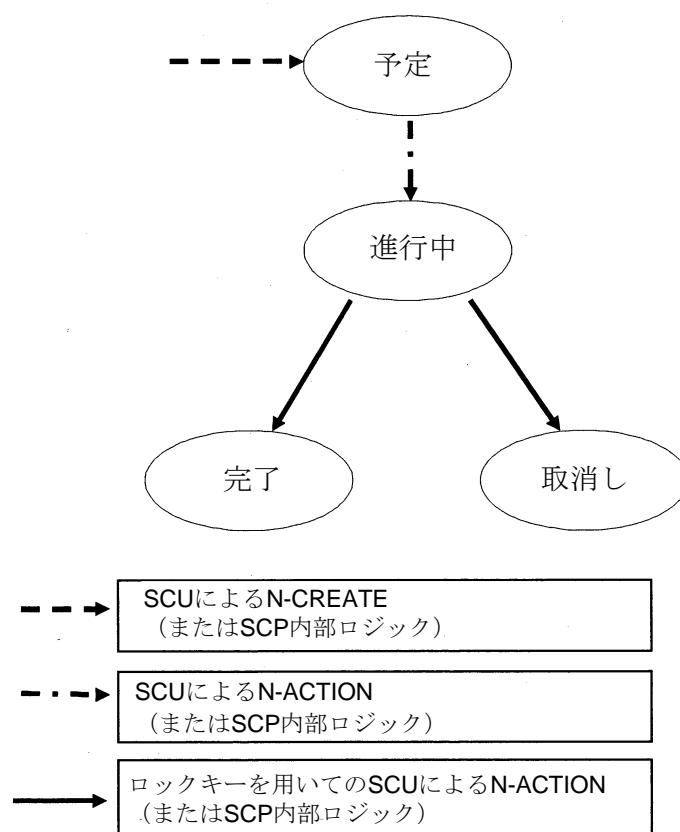 予定
進行中
完了
取消し
SCUによるN-CREATE
（またはSCP内部ロジック）
SCUによるN-ACTION
（またはSCP内部ロジック）
ロックキーを用いてのSCUによるN-ACTION
（またはSCP内部ロジック）